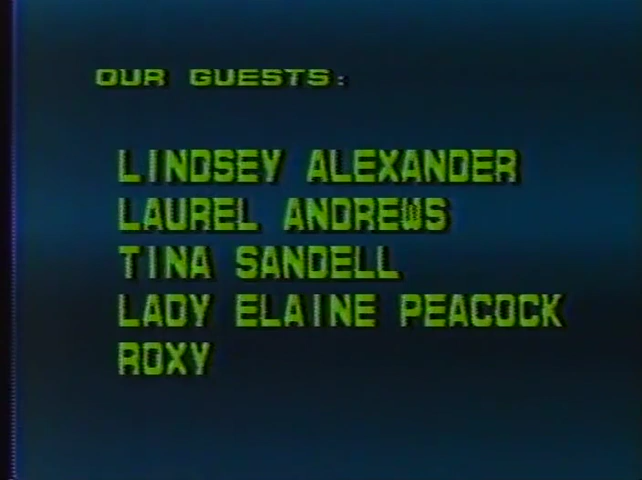 OUR GUESTS:
LINDSEY ALEXANDER
LAUREL ANDREWS
TINA SANDELL
LADY ELAINE PEACOCK
ROXY